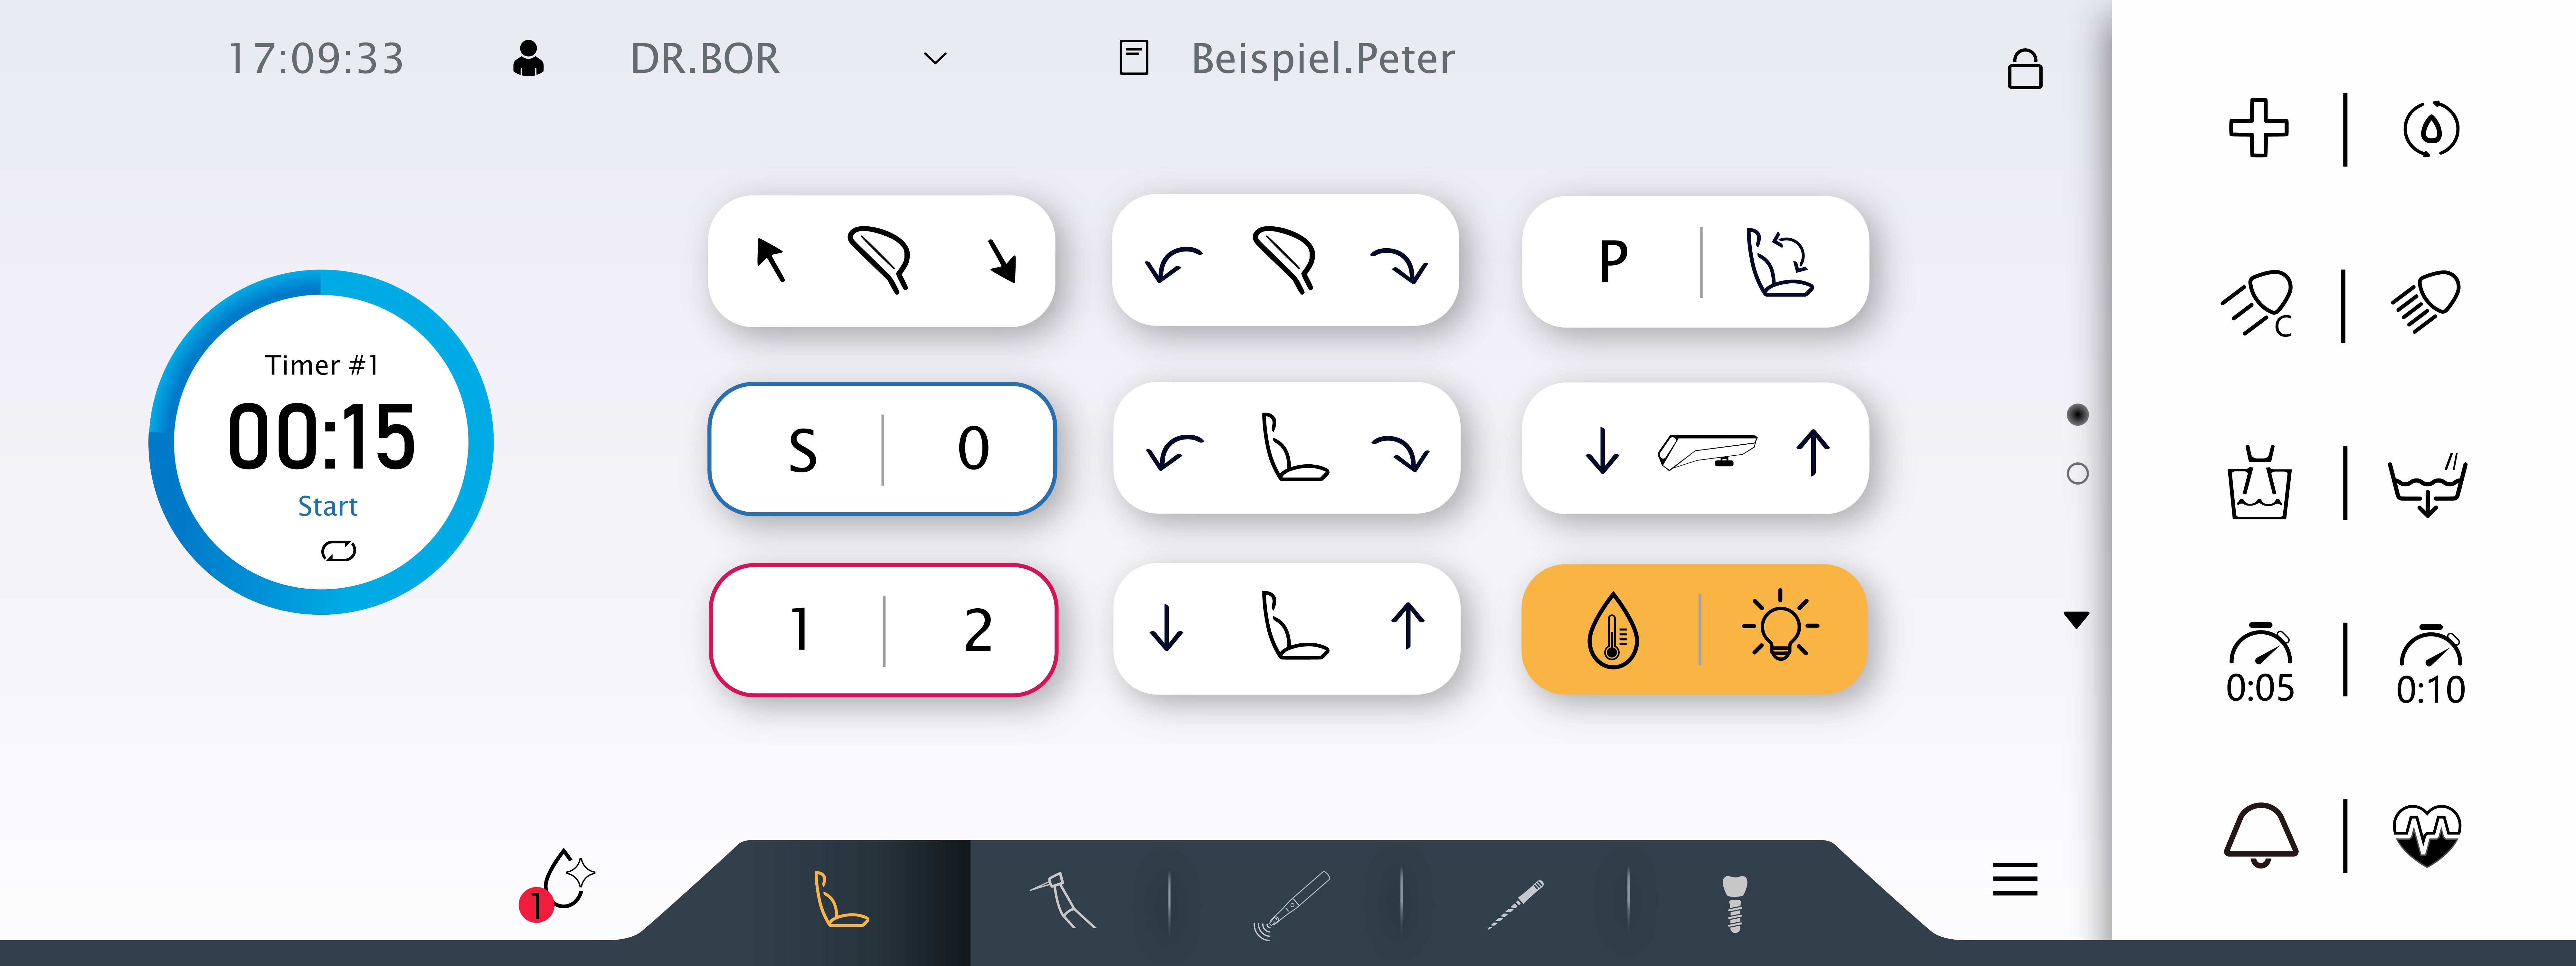 17:09:33 DR.BOR Beispiel.Peter
Timer #1
00:15
Start
P
S 0
1 2
C
0:05 0:10
1